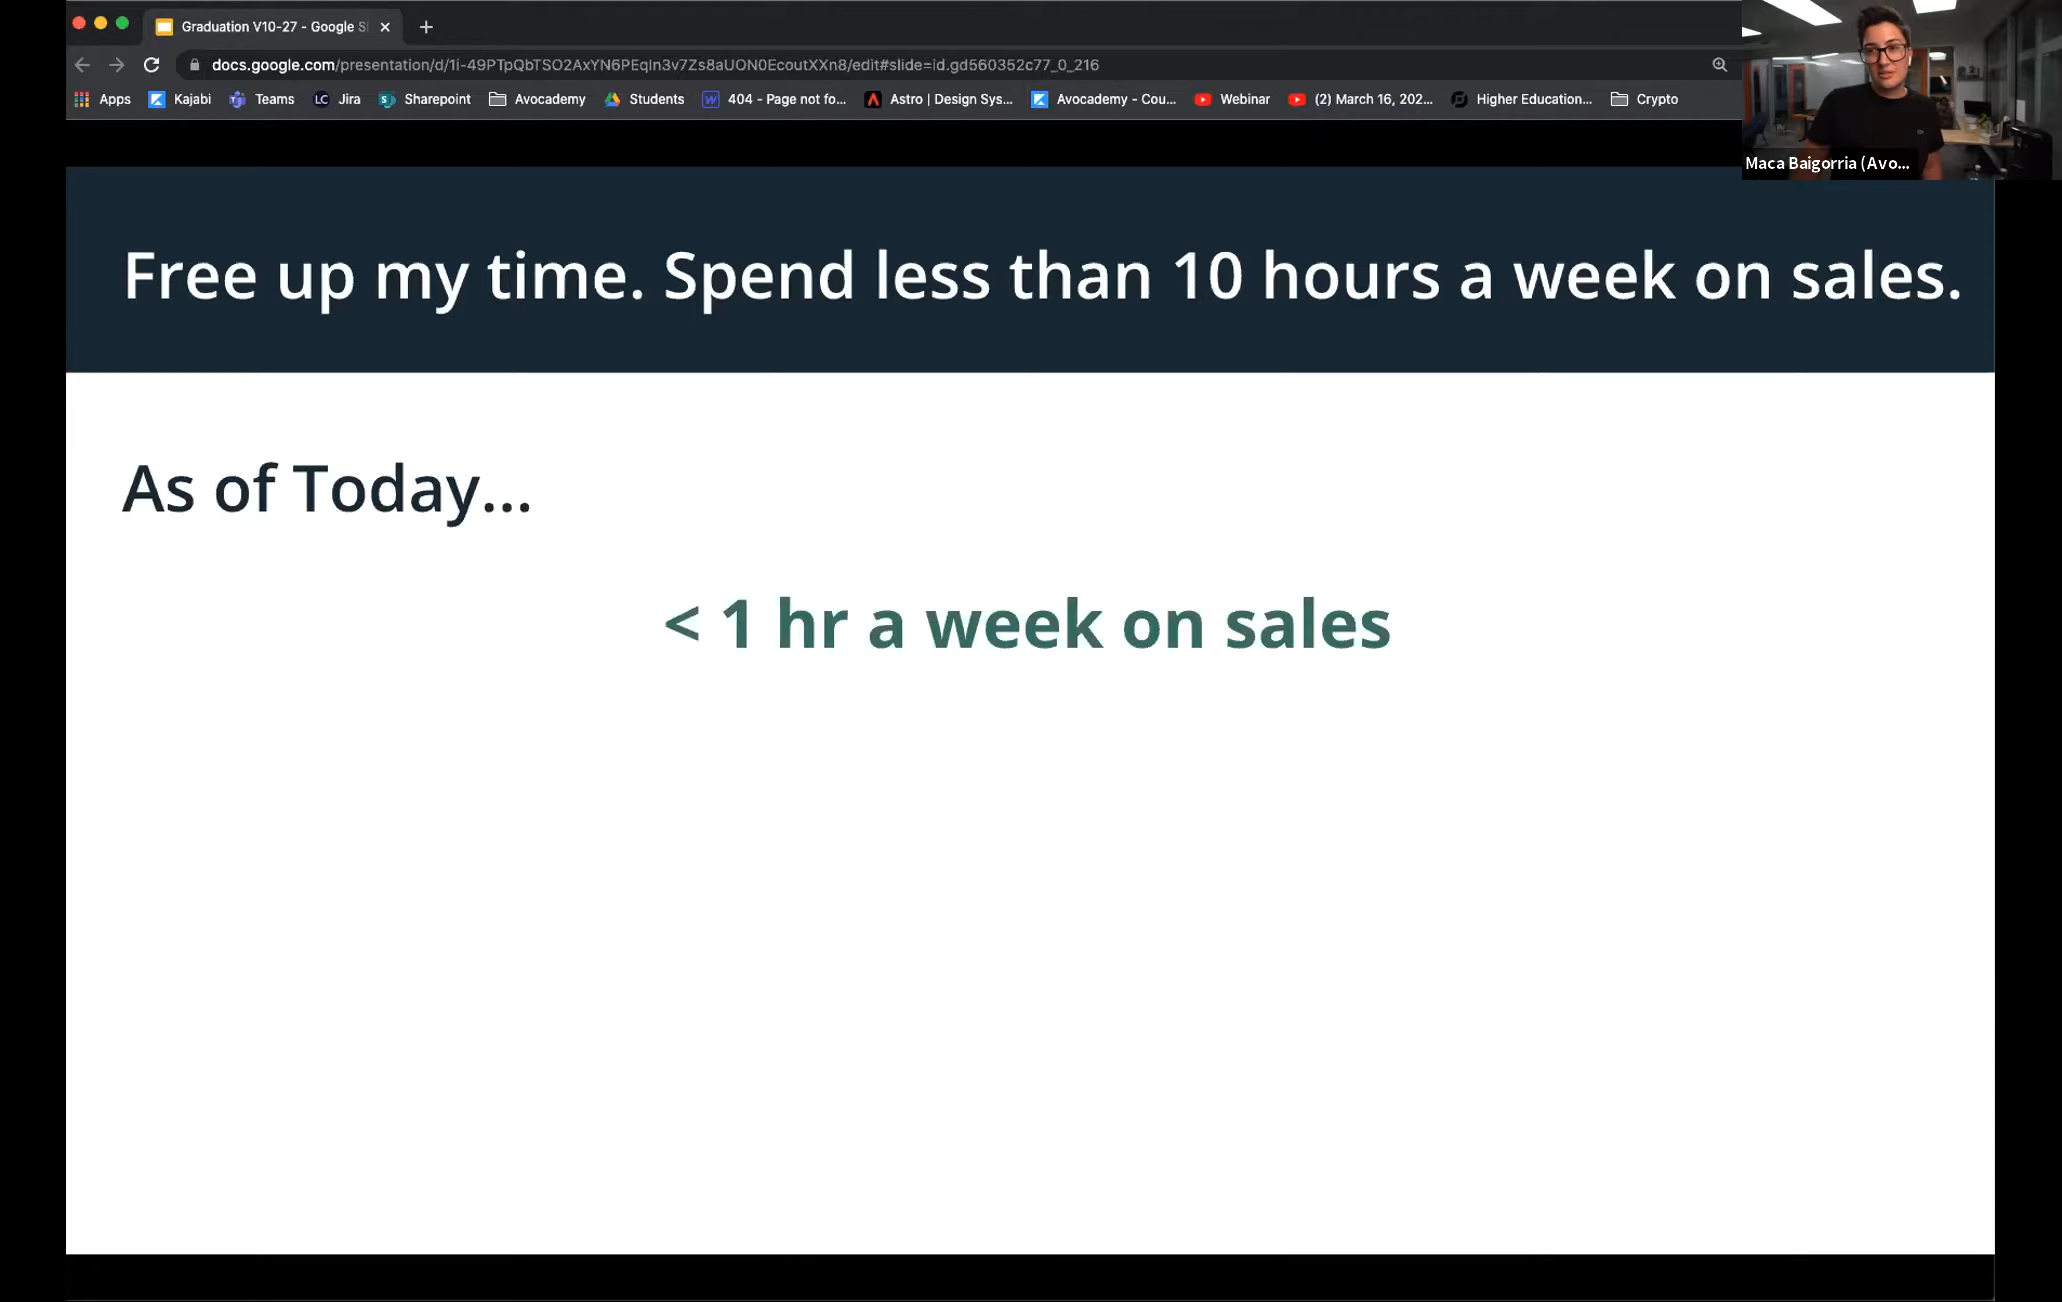 Graduation V10-27 - Google Sl
docs.google.com/presentation/d/1i-49PTpQbTSO2AxYN6PEqIn3v7Zs8aUON0EcoutXXn8/edit#slide=id.gd560352c77_0_216
Apps Kajabi Teams LC Jira Sharepoint Avocademy Students 404 - Page not fo... Astro | Design Sys... Avocademy - Cou... Webinar (2) March 16, 202... Higher Education... Crypto
Maca Baigorria (Avo...
Free up my time. Spend less than 10 hours a week on sales.
As of Today...
< 1 hr a week on sales